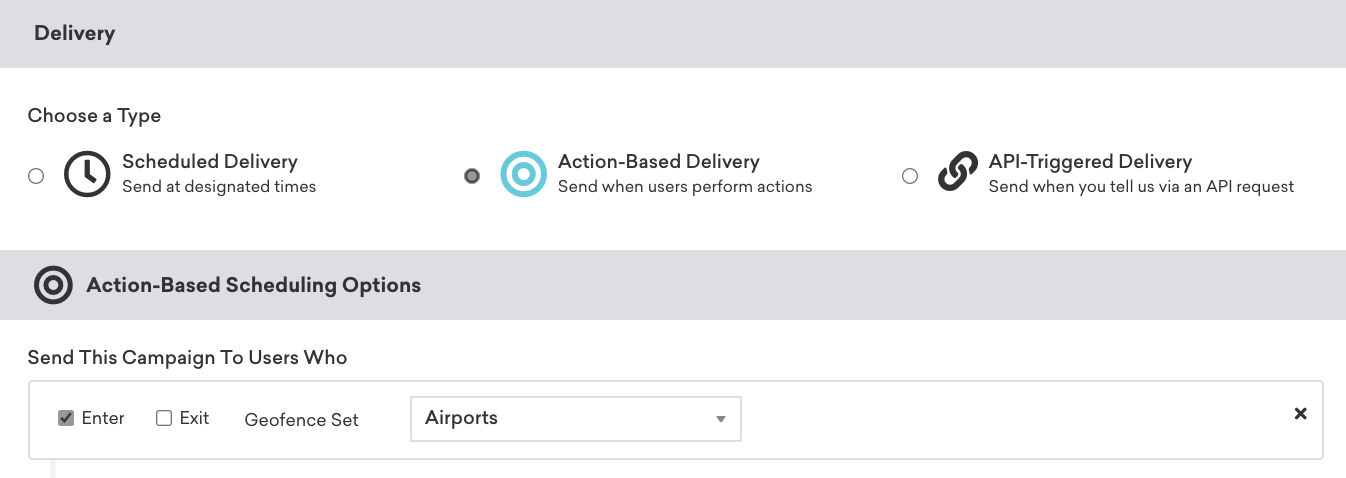 Delivery
Choose a Type
Scheduled Delivery
Send at designated times
Action-Based Delivery
Send when users perform actions
API-Triggered Delivery
Send when you tell us via an API request
Action-Based Scheduling Options
Send This Campaign To Users Who
Enter Exit Geofence Set Airports